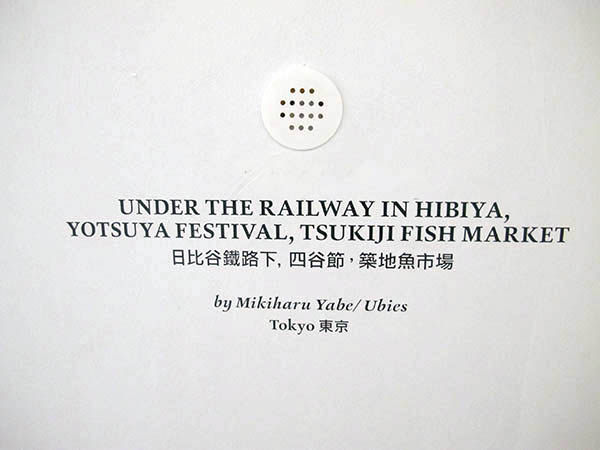 UNDER THE RAILWAY IN HIBIYA,
YOTSUYA FESTIVAL, TSUKIJI FISH MARKET
日比谷鐵路下, 四谷節，築地魚市場
by Mikiharu Yabe/ Ubies
Tokyo 東京